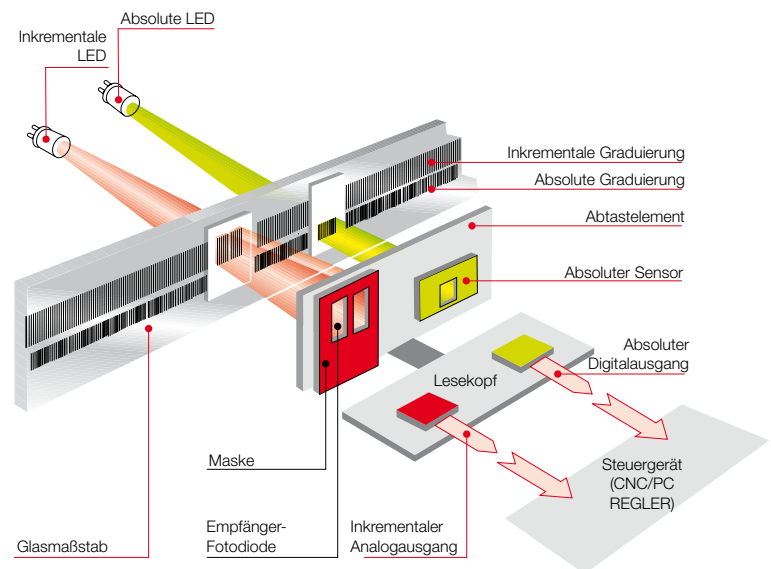 Absolute LED
Inkrementale
LED
Inkrementale Graduierung
Absolute Graduierung
Abtastelement
Absoluter Sensor
Absoluter
Digitalausgang
Lesekopf
Maske
Steuergerät
(CNC/PC
REGLER)
Glasmaßstab
Empfänger-
Fotodiode
Inkrementaler
Analogausgang